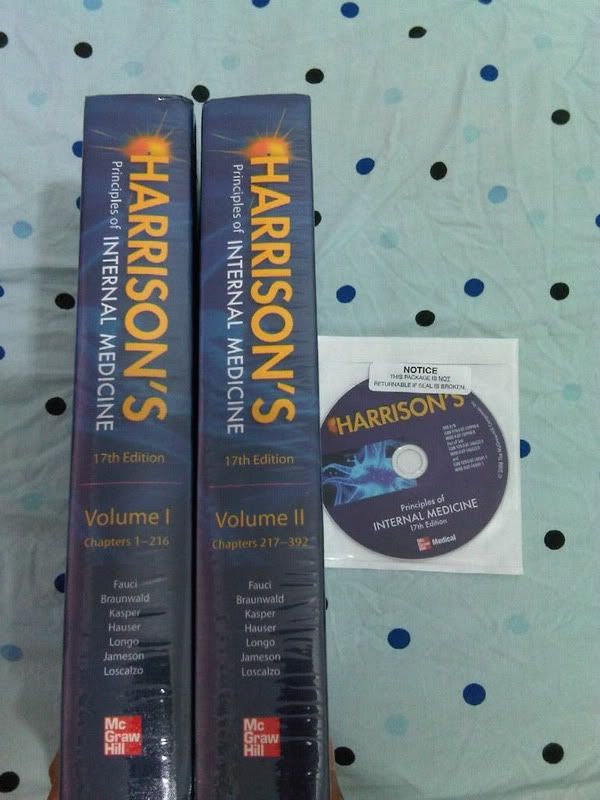 HARRISON'S
Principles of INTERNAL MEDICINE
17th Edition
Volume I
Chapters 1–216
Fauci
Braunwald
Kasper
Hauser
Longo
Jameson
Loscalzo
Mc
Graw
Hill
HARRISON'S
Principles of INTERNAL MEDICINE
17th Edition
Volume II
Chapters 217–392
Fauci
Braunwald
Kasper
Hauser
Longo
Jameson
Loscalzo
Mc
Graw
Hill
NOTICE
THIS PACKAGE IS NOT
RETURNABLE IF SEAL IS BROKEN.
HARRISON'S
Principles of
INTERNAL MEDICINE
17th Edition
Medical